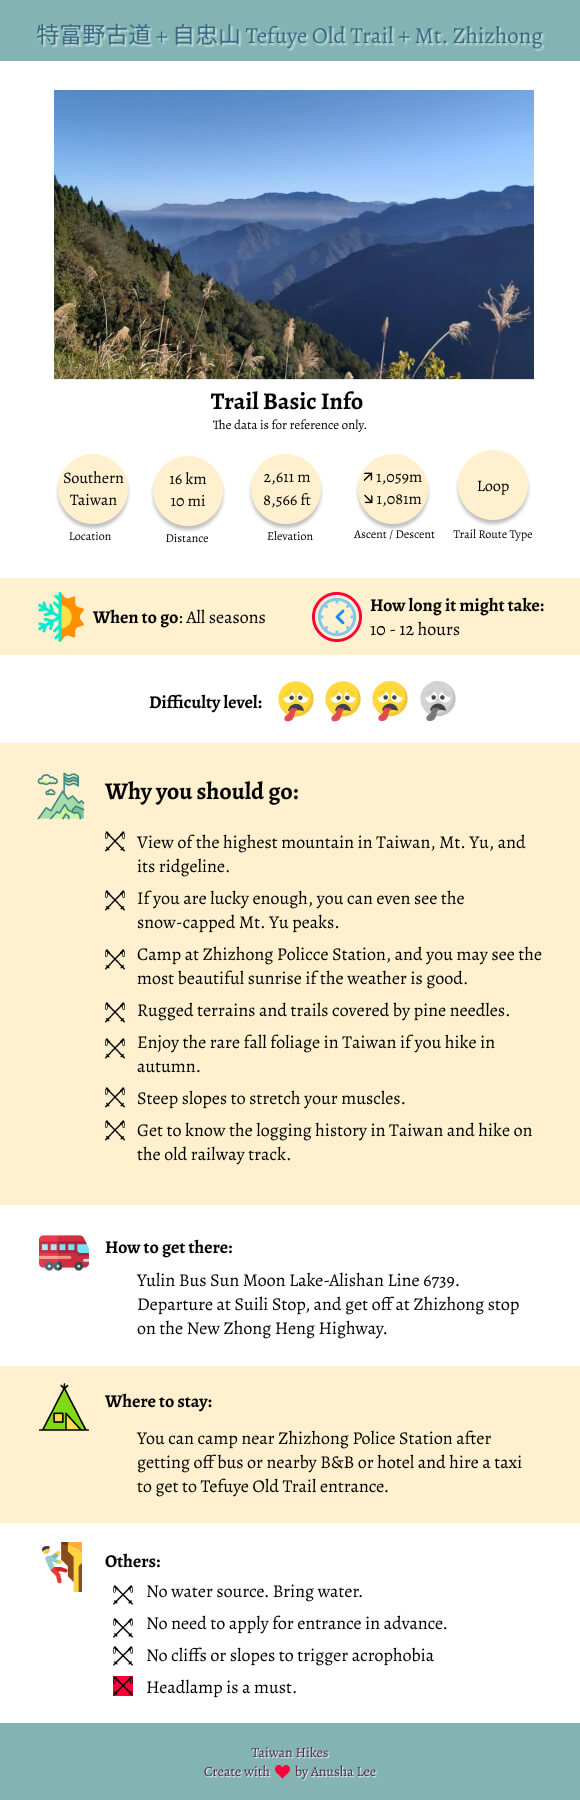 特富野古道 + 自忠山 Tefuye Old Trail + Mt. Zhizhong
Trail Basic Info
The data is for reference only.
Southern
Taiwan
Location
16 km
10 mi
Distance
2,611 m
8,566 ft
Elevation
↗ 1,059m
↘ 1,081m
Ascent / Descent
Loop
Trail Route Type
When to go: All seasons
How long it might take:
10 - 12 hours
Difficulty level:
Why you should go:
View of the highest mountain in Taiwan, Mt. Yu, and
its ridgeline.
If you are lucky enough, you can even see the
snow-capped Mt. Yu peaks.
Camp at Zhizhong Policce Station, and you may see the
most beautiful sunrise if the weather is good.
Rugged terrains and trails covered by pine needles.
Enjoy the rare fall foliage in Taiwan if you hike in
autumn.
Steep slopes to stretch your muscles.
Get to know the logging history in Taiwan and hike on
the old railway track.
How to get there:
Yulin Bus Sun Moon Lake-Alishan Line 6739.
Departure at Suili Stop, and get off at Zhizhong stop
on the New Zhong Heng Highway.
Where to stay:
You can camp near Zhizhong Police Station after
getting off bus or nearby B&B or hotel and hire a taxi
to get to Tefuye Old Trail entrance.
Others:
No water source. Bring water.
No need to apply for entrance in advance.
No cliffs or slopes to trigger acrophobia
Headlamp is a must.
Taiwan Hikes
Create with ❤ by Anusha Lee